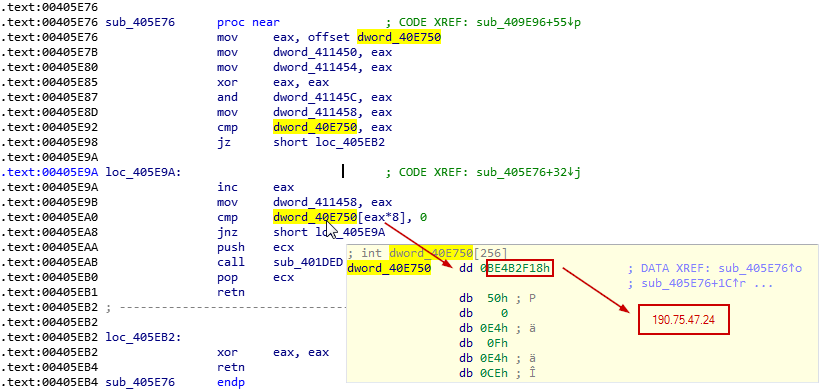 .text:00405E76
.text:00405E76 sub_405E76 proc near ; CODE XREF: sub_409E96+55↓p
.text:00405E76 mov eax, offset dword_40E750
.text:00405E7B mov dword_411450, eax
.text:00405E80 mov dword_411454, eax
.text:00405E85 xor eax, eax
.text:00405E87 and dword_41145C, eax
.text:00405E8D mov dword_411458, eax
.text:00405E92 cmp dword_40E750, eax
.text:00405E98 jz short loc_405EB2
.text:00405E9A
.text:00405E9A loc_405E9A: ; CODE XREF: sub_405E76+32↓j
.text:00405E9A inc eax
.text:00405E9B mov dword_411458, eax
.text:00405EA0 cmp dword_40E750[eax*8], 0
.text:00405EA8 jnz short loc_405E9A
.text:00405EAA push ecx
.text:00405EAB call sub_401DED
.text:00405EB0 pop ecx
.text:00405EB1 retn
.text:00405EB2 ; ---------------------------
.text:00405EB2
.text:00405EB2 loc_405EB2:
.text:00405EB2 xor eax, eax
.text:00405EB4 retn
.text:00405EB4 sub_405E76 endp
; int dword_40E750[256]
dword_40E750 dd 0BE4B2F18h ; DATA XREF: sub_405E76↑o
; sub_405E76+1C↑r ...
db 50h ; P
db 0
db 0E4h ; ä
db 0Fh
db 0E4h ; ä
db 0CEh ; Î
190.75.47.24